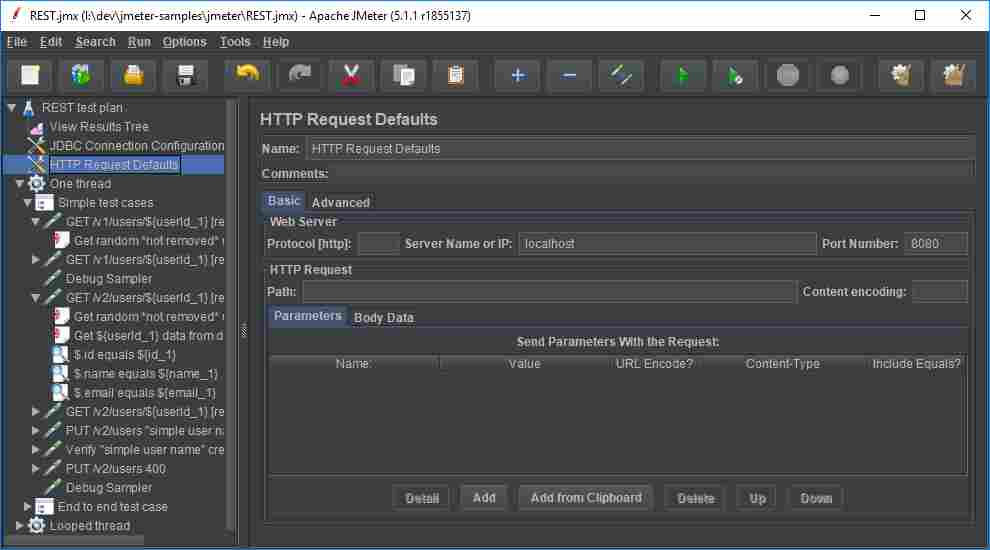 REST.jmx (I:\dev\jmeter-samples\jmeter\REST.jmx) - Apache JMeter (5.1.1 r1855137)
File Edit Search Run Options Tools Help
REST test plan
View Results Tree
JDBC Connection Configuration
HTTP Request Defaults
One thread
Simple test cases
GET /v1/users/${userId_1} [re
Get random "not removed" u
GET /v1/users/${userId_1} [re
Debug Sampler
GET /v2/users/${userId_1} [re
Get random "not removed" u
Get ${userId_1} data from d
$.id equals ${id_1}
$.name equals ${name_1}
$.email equals ${email_1}
GET /v2/users/${userId_1} [re
PUT /v2/users "simple user na
Verify "simple user name" cre
PUT /v2/users 400
Debug Sampler
End to end test case
Looped thread
HTTP Request Defaults
Name: HTTP Request Defaults
Comments:
Basic Advanced
Web Server
Protocol [http]: Server Name or IP: localhost Port Number: 8080
HTTP Request
Path: Content encoding:
Parameters Body Data
Send Parameters With the Request:
Name: Value URL Encode? Content-Type Include Equals?
Detail Add Add from Clipboard Delete Up Down